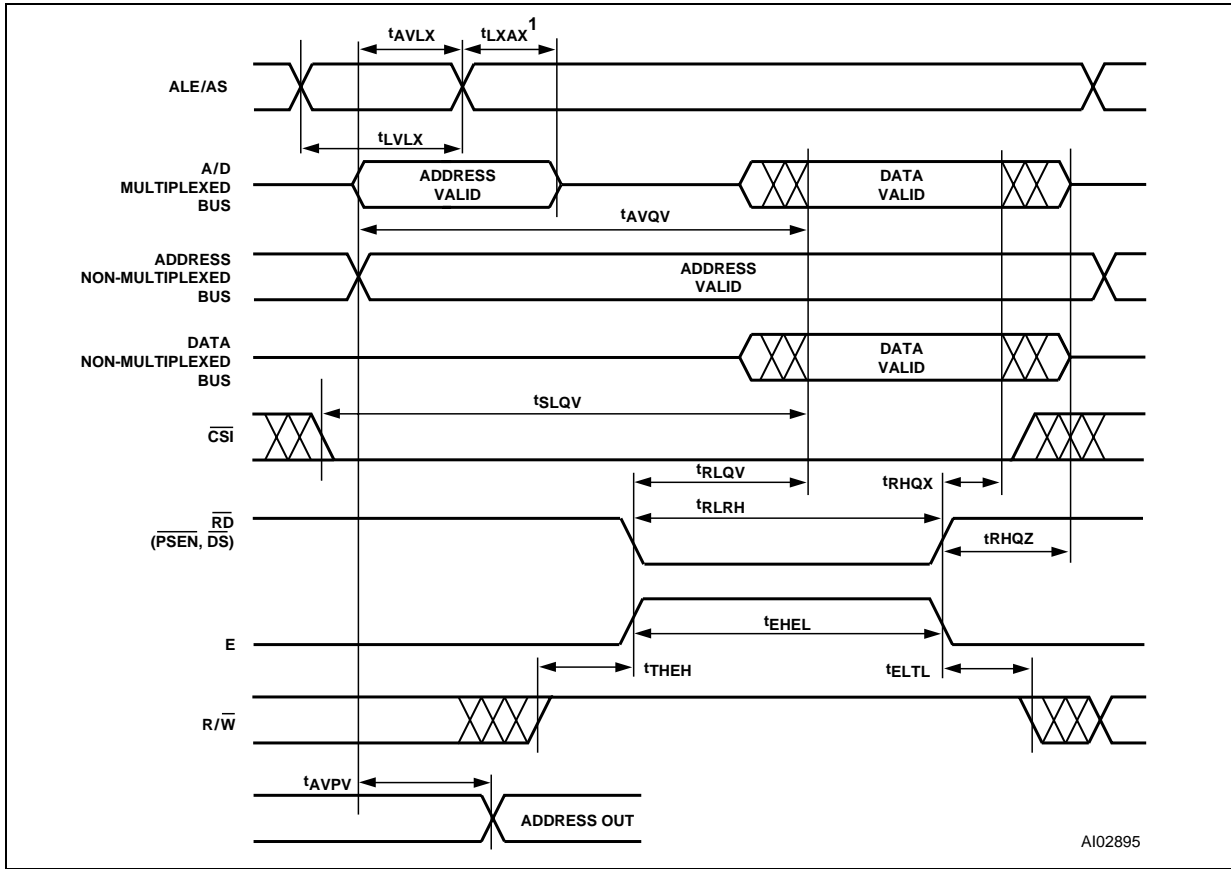 tAVLX tLXAX 1
ALE/AS
tLVLX
A/D
MULTIPLEXED
BUS
ADDRESS
VALID
DATA
VALID
tAVQV
ADDRESS
NON-MULTIPLEXED
BUS
ADDRESS
VALID
DATA
NON-MULTIPLEXED
BUS
DATA
VALID
tSLQV
CSI
tRLQV
tRHQX
tRLRH
RD
(PSEN, DS)
tRHQZ
tEHEL
E
tTHEH
tELTL
R/W
tAVPV
ADDRESS OUT
AI02895